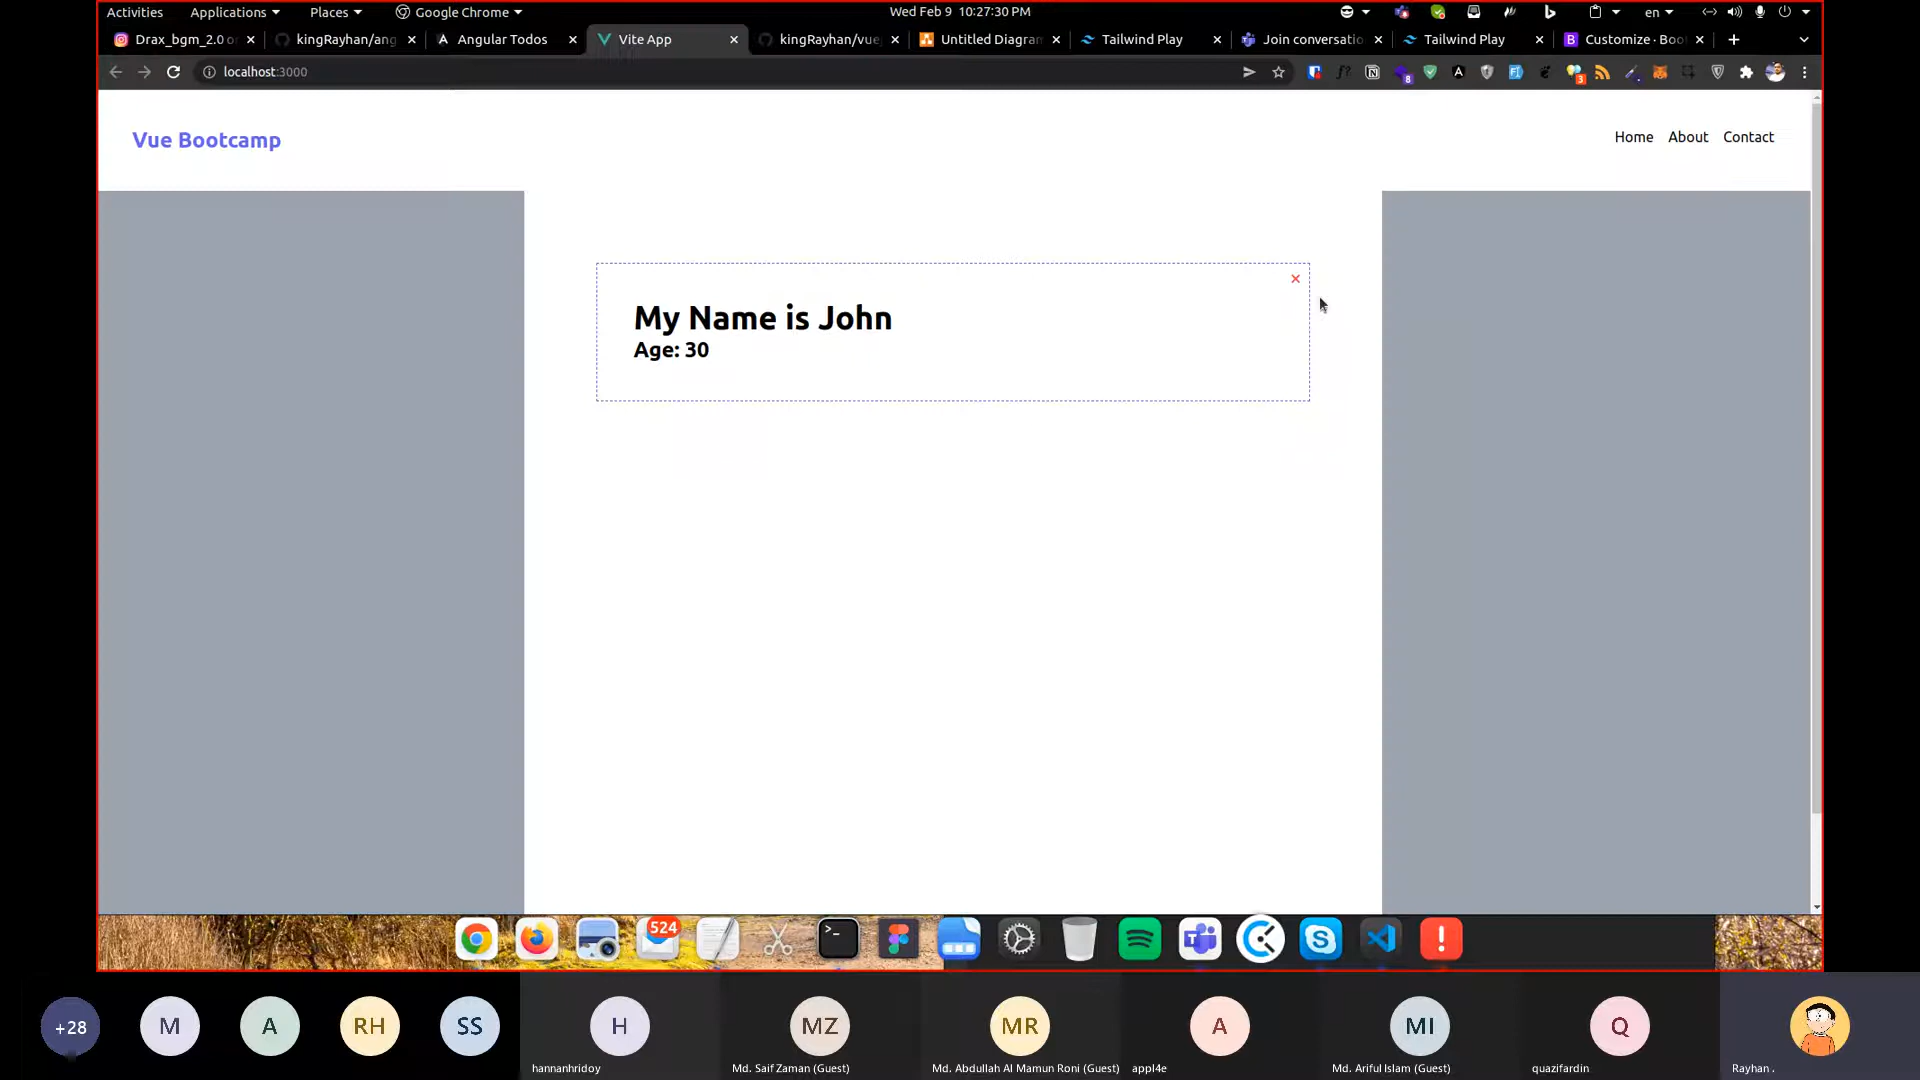 Activities Applications Places Google Chrome Wed Feb 9 10:27:30 PM en
Drax_bgm_2.0 o kingRayhan/ang Angular Todos Vite App kingRayhan/vue Untitled Diagram Tailwind Play Join conversatio Tailwind Play Customize · Boo
localhost:3000
8
3
Vue Bootcamp Home About Contact
My Name is John
Age: 30
524
+28 M A RH SS H MZ MR A MI Q
hannanhridoy Md. Saif Zaman (Guest) Md. Abdullah Al Mamun Roni (Guest) appl4e Md. Ariful Islam (Guest) quazifardin Rayhan .